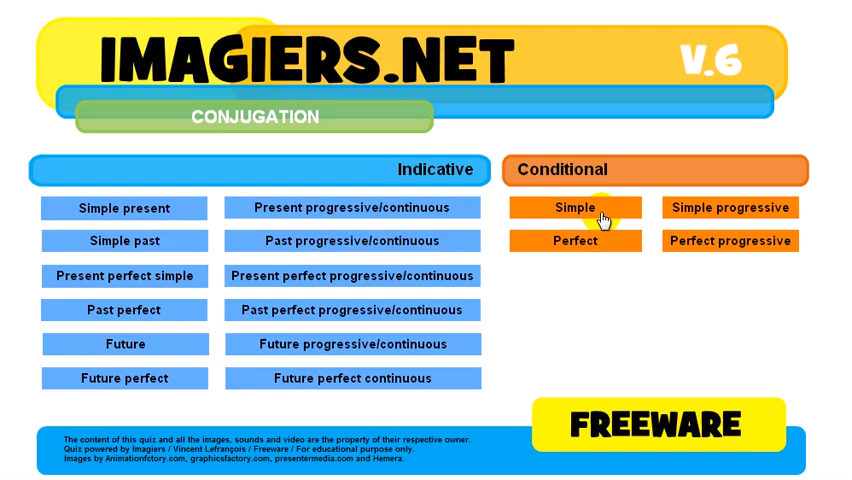 IMAGIERS.NET
V.6
CONJUGATION
Indicative
Conditional
Simple present
Present progressive/continuous
Simple
Simple progressive
Simple past
Past progressive/continuous
Perfect
Perfect progressive
Present perfect simple
Present perfect progressive/continuous
Past perfect
Past perfect progressive/continuous
Future
Future progressive/continuous
Future perfect
Future perfect continuous
FREEWARE
The content of this quiz and all the images, sounds and video are the property of their respective owner.
Quiz powered by Imagiers / Vincent Lefrançois / Freeware / For educational purpose only.
Images by Animationfotory.com, graphicsfactory.com, presentermedia.com and Hemera.